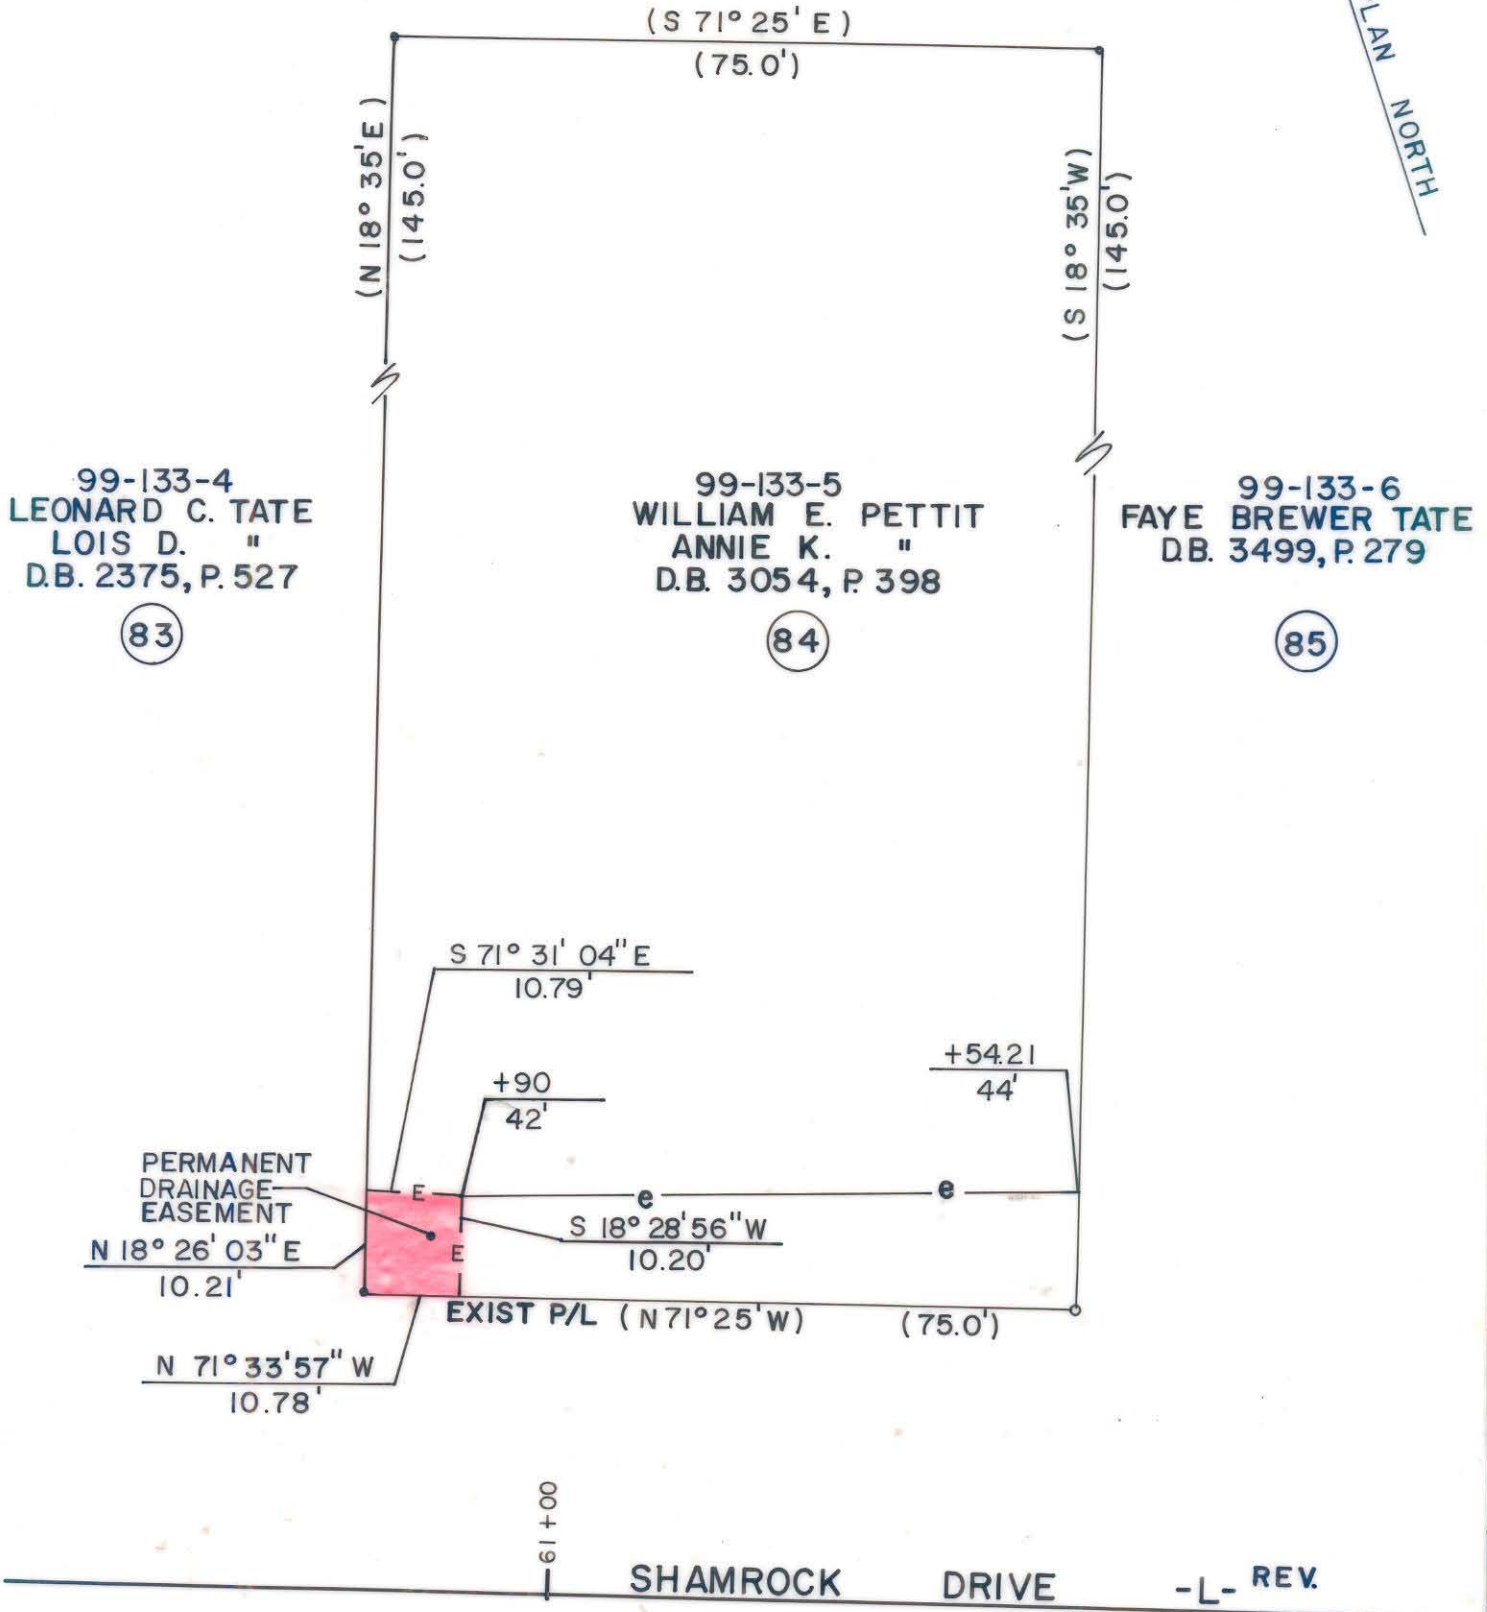 (S 71° 25' E)
(75.0')
PLAN NORTH
(N 18° 35' E)
(145.0')
(S 18° 35' W)
(145.0')
99-133-4
LEONARD C. TATE
LOIS D. "
D.B. 2375, P. 527
83
99-133-5
WILLIAM E. PETTIT
ANNIE K. "
D.B. 3054, P. 398
84
99-133-6
FAYE BREWER TATE
D.B. 3499, P. 279
85
S 71° 31' 04" E
10.79'
+90
42'
+54.21
44'
PERMANENT
DRAINAGE
EASEMENT
E
e
e
N 18° 26' 03" E
10.21'
E
S 18° 28' 56" W
10.20'
EXIST P/L (N 71° 25' W) (75.0')
N 71° 33' 57" W
10.78'
61+00
SHAMROCK DRIVE -L- REV.